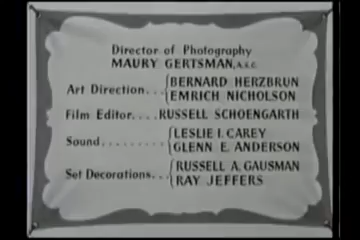 Director of Photography
MAURY GERTSMAN, A.S.C.
Art Direction... BERNARD HERZBRUN
EMRICH NICHOLSON
Film Editor.... RUSSELL SCHOENGARTH
Sound......... LESLIE I. CAREY
GLENN E. ANDERSON
Set Decorations... RUSSELL A. GAUSMAN
RAY JEFFERS